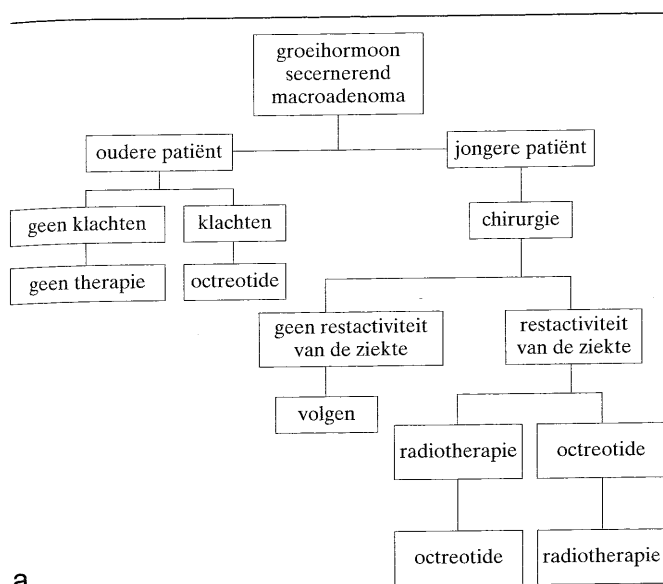 groeihormoon
secernerend
macroadenoma
oudere patiënt
jongere patiënt
geen klachten
klachten
chirurgie
geen therapie
octreotide
geen restactiviteit
van de ziekte
restactiviteit
van de ziekte
volgen
radiotherapie
octreotide
octreotide
radiotherapie
a